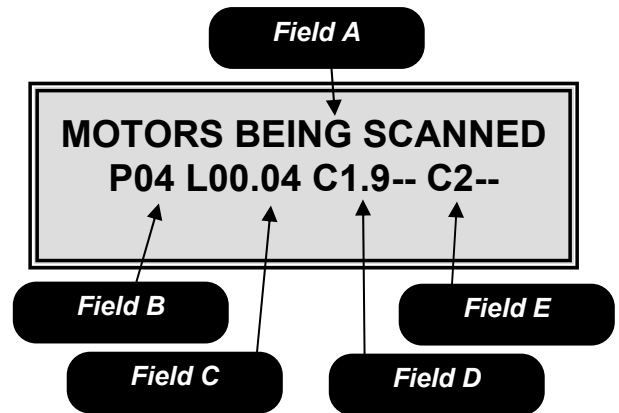 Field A
MOTORS BEING SCANNED
P04 L00.04 C1.9-- C2--
Field B
Field E
Field C
Field D